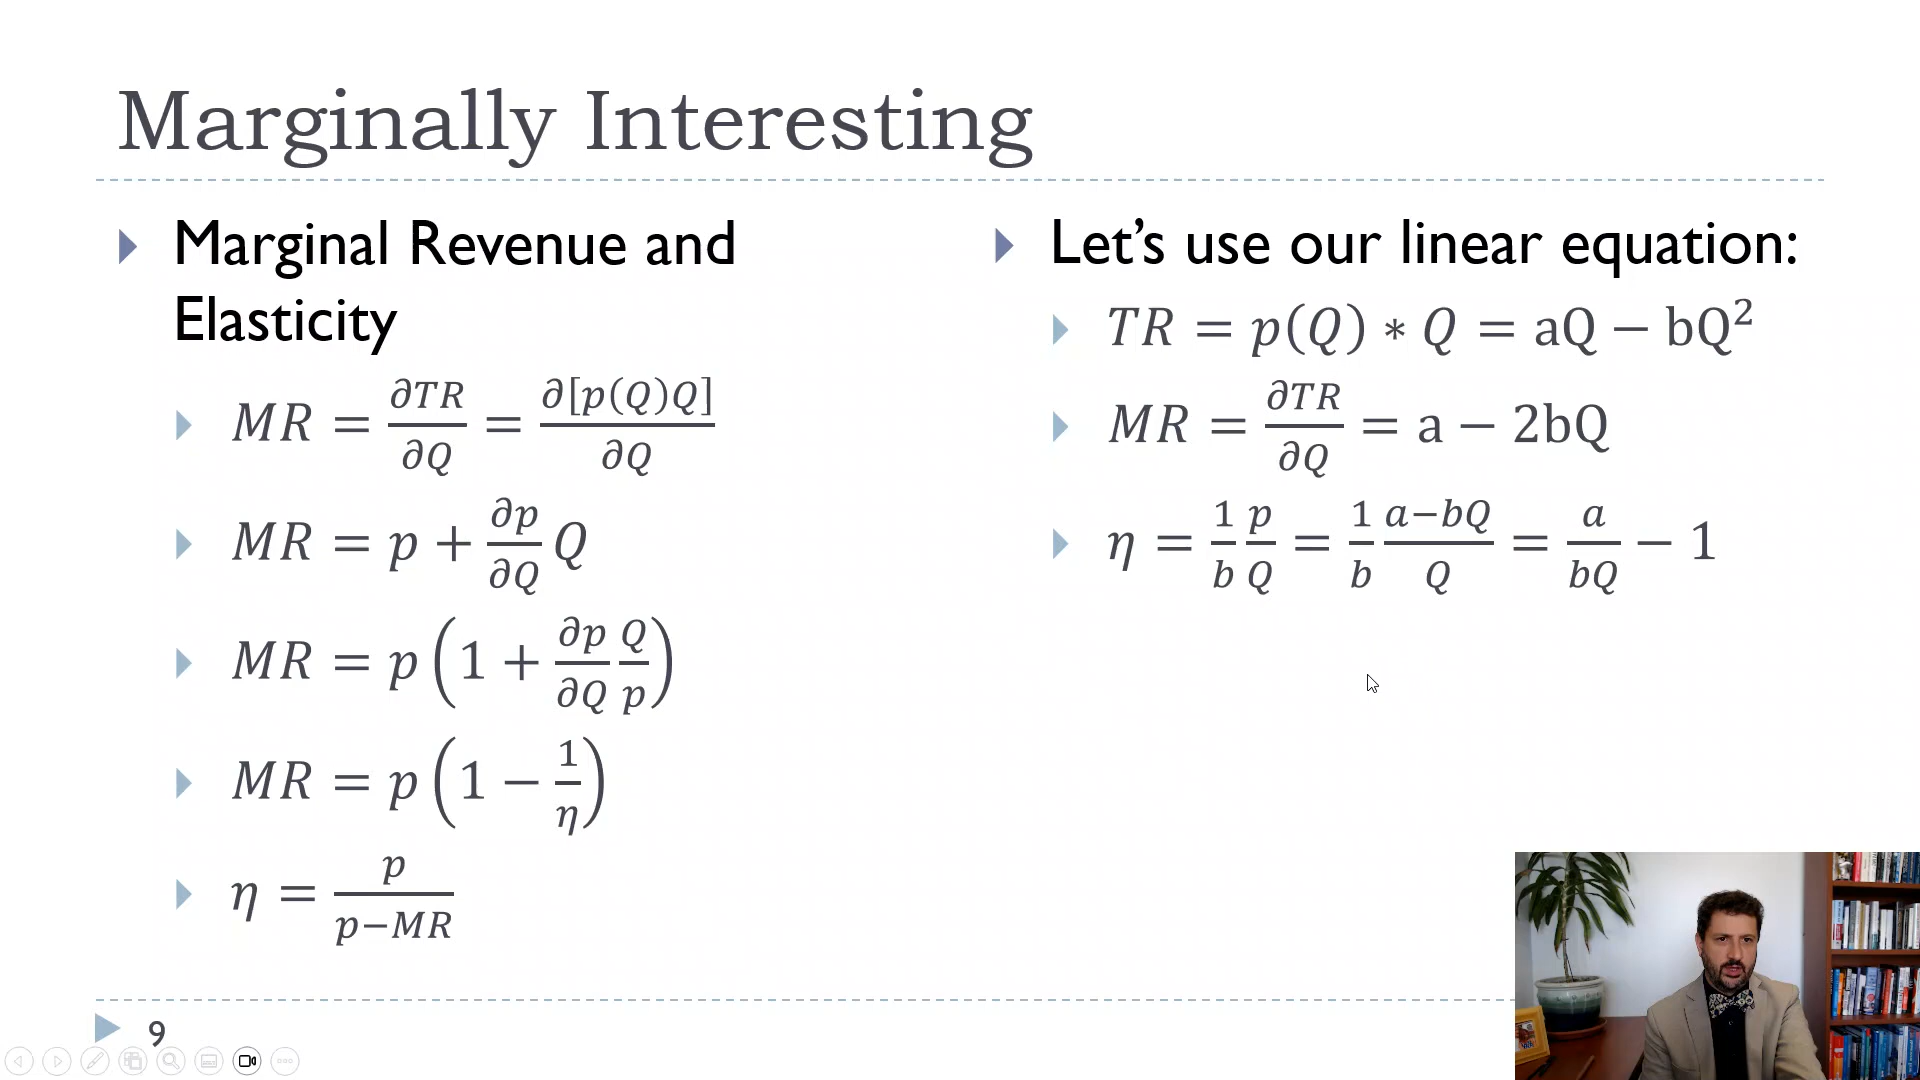 Marginally Interesting
Marginal Revenue and
Elasticity
MR = ∂TR/∂Q = ∂[p(Q)Q]/∂Q
MR = p + ∂p/∂Q Q
MR = p(1 + ∂p/∂Q Q/p)
MR = p(1 − 1/η)
η = p/(p−MR)
Let's use our linear equation:
TR = p(Q) ∗ Q = aQ − bQ²
MR = ∂TR/∂Q = a − 2bQ
η = 1/b p/Q = 1/b (a−bQ)/Q = a/bQ − 1
9